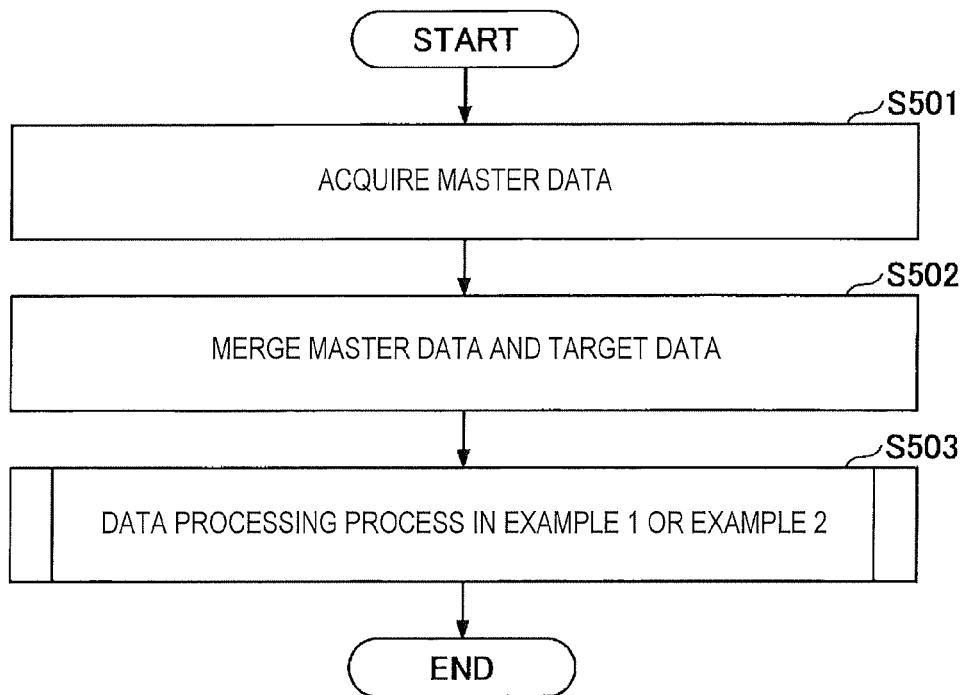 START
S501
ACQUIRE MASTER DATA
S502
MERGE MASTER DATA AND TARGET DATA
S503
DATA PROCESSING PROCESS IN EXAMPLE 1 OR EXAMPLE 2
END